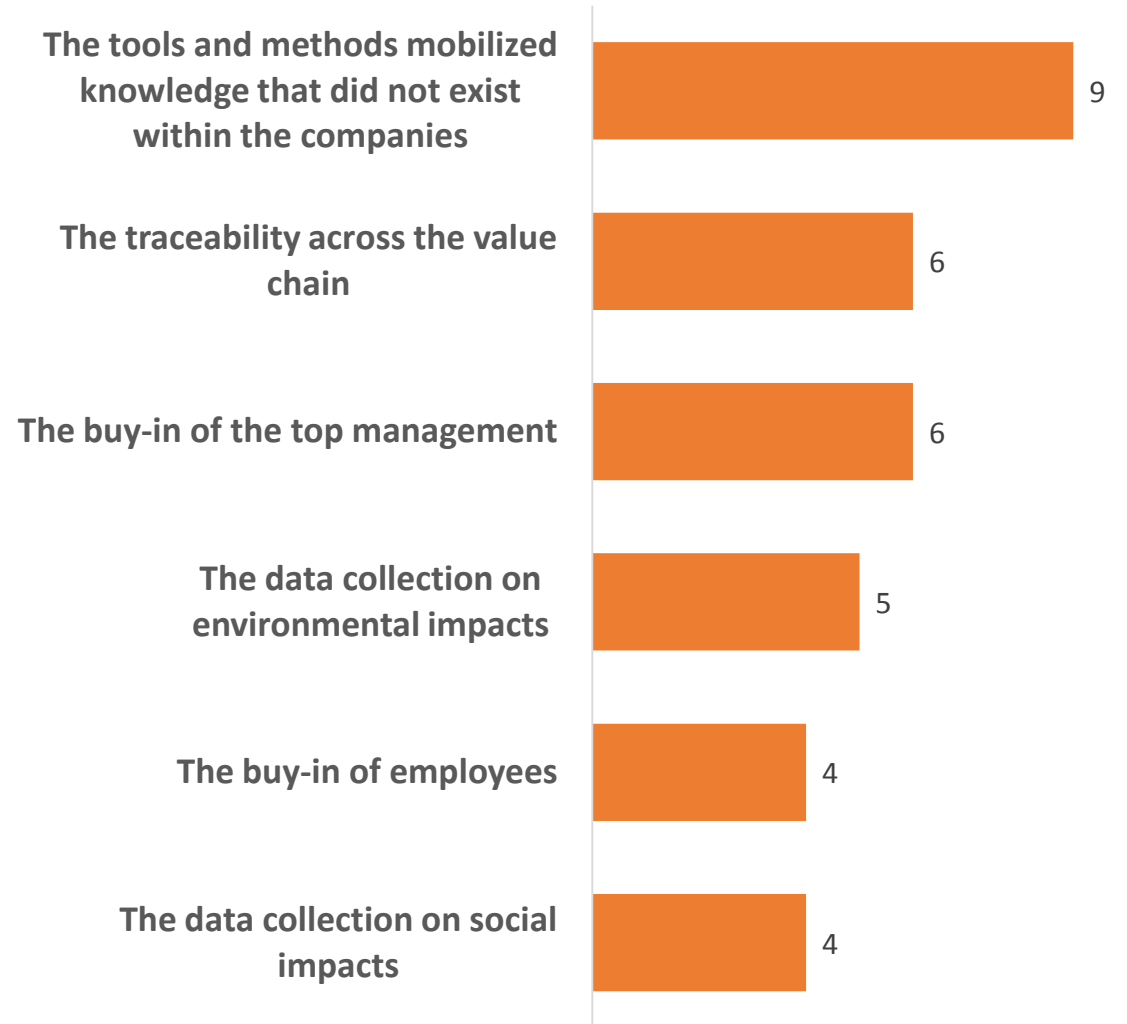 The tools and methods mobilized
knowledge that did not exist
within the companies
9
The traceability across the value
chain
6
The buy-in of the top management
6
The data collection on
environmental impacts
5
The buy-in of employees
4
The data collection on social
impacts
4